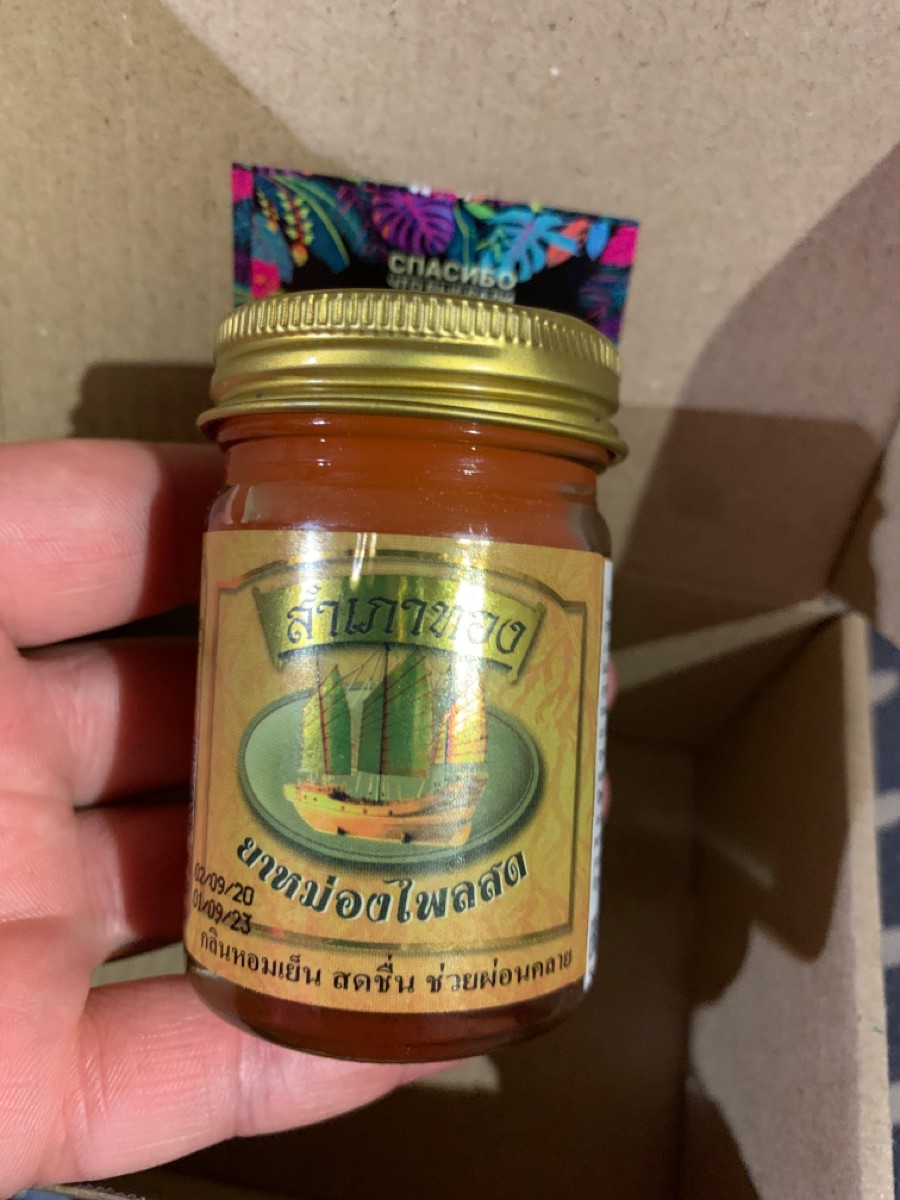 СПАСИБО
สำเภาทอง
ยาหม่องไพลสด
02/09/20
01/09/23
กลิ่นหอมเย็น สดชื่น ช่วยผ่อนคลาย